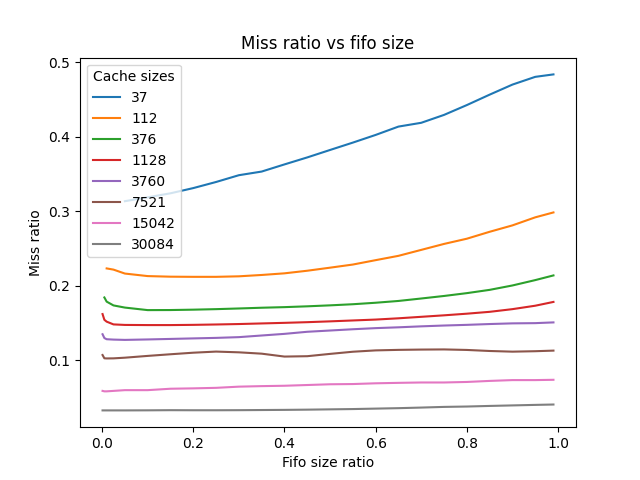 Miss ratio vs fifo size
Cache sizes
37
112
376
1128
3760
7521
15042
30084
0.5
0.4
0.3
0.2
0.1
Miss ratio
0.0 0.2 0.4 0.6 0.8 1.0
Fifo size ratio